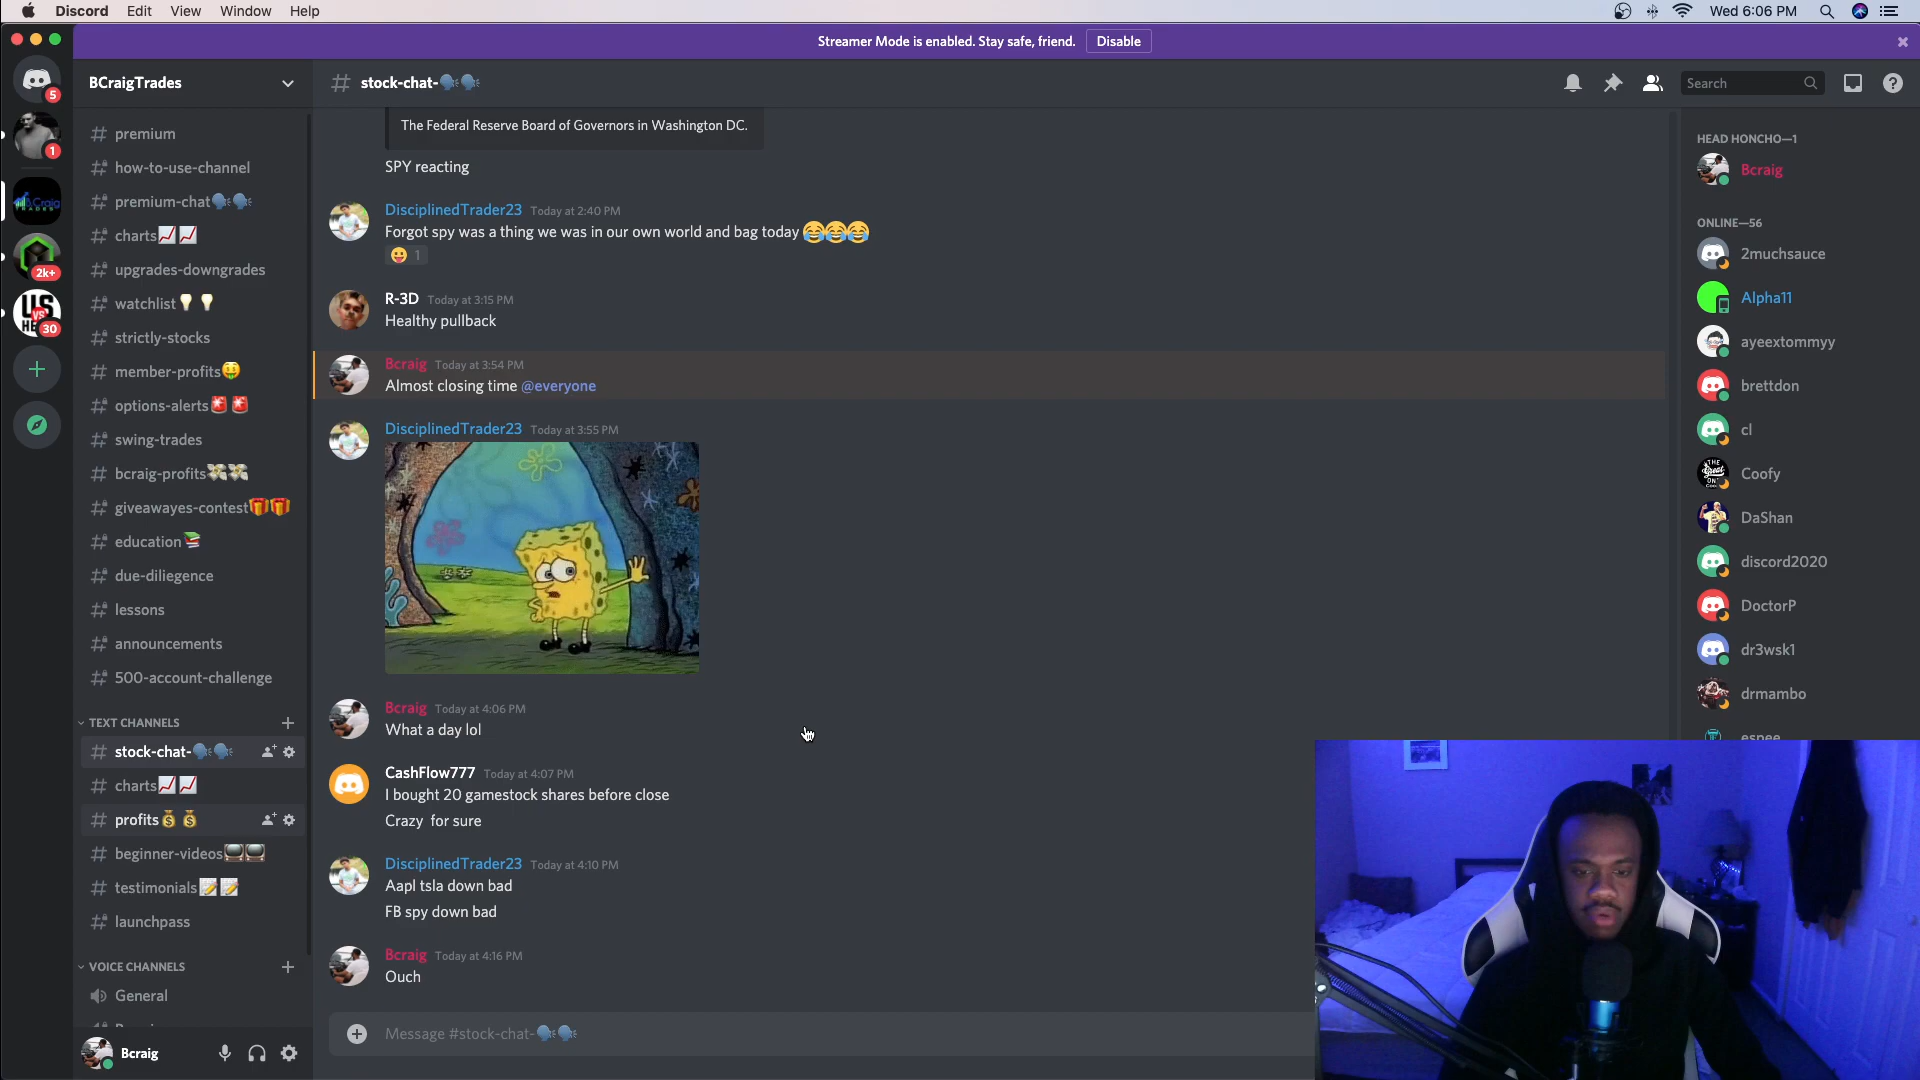 Discord Edit View Window Help
Wed 6:06 PM
Streamer Mode is enabled. Stay safe, friend. Disable
5
1
2k+
US VS HE
30
BCraigTrades
premium
how-to-use-channel
premium-chat🗣️🗣️
charts📈📈
upgrades-downgrades
watchlist💡💡
strictly-stocks
member-profits🤑
options-alerts🚨🚨
swing-trades
bcraig-profits💸💸
giveawayes-contest🎁🎁
education📚
due-diliegence
lessons
announcements
500-account-challenge
TEXT CHANNELS
stock-chat-🗣️🗣️
charts📈📈
profits💰💰
beginner-videos📺📺
testimonials📝📝
launchpass
VOICE CHANNELS
General
Bcraig
# stock-chat-🗣️🗣️
Search
The Federal Reserve Board of Governors in Washington DC.
SPY reacting
DisciplinedTrader23 Today at 2:40 PM
Forgot spy was a thing we was in our own world and bag today 😂😂😂
😛 1
R-3D Today at 3:15 PM
Healthy pullback
Bcraig Today at 3:54 PM
Almost closing time @everyone
DisciplinedTrader23 Today at 3:55 PM
Bcraig Today at 4:06 PM
What a day lol
CashFlow777 Today at 4:07 PM
I bought 20 gamestock shares before close
Crazy for sure
DisciplinedTrader23 Today at 4:10 PM
Aapl tsla down bad
FB spy down bad
Bcraig Today at 4:16 PM
Ouch
Message #stock-chat-🗣️🗣️
HEAD HONCHO—1
Bcraig
ONLINE—56
2muchsauce
Alpha11
ayeextommyy
brettdon
cl
Coofy
DaShan
discord2020
DoctorP
dr3wsk1
drmambo
espee